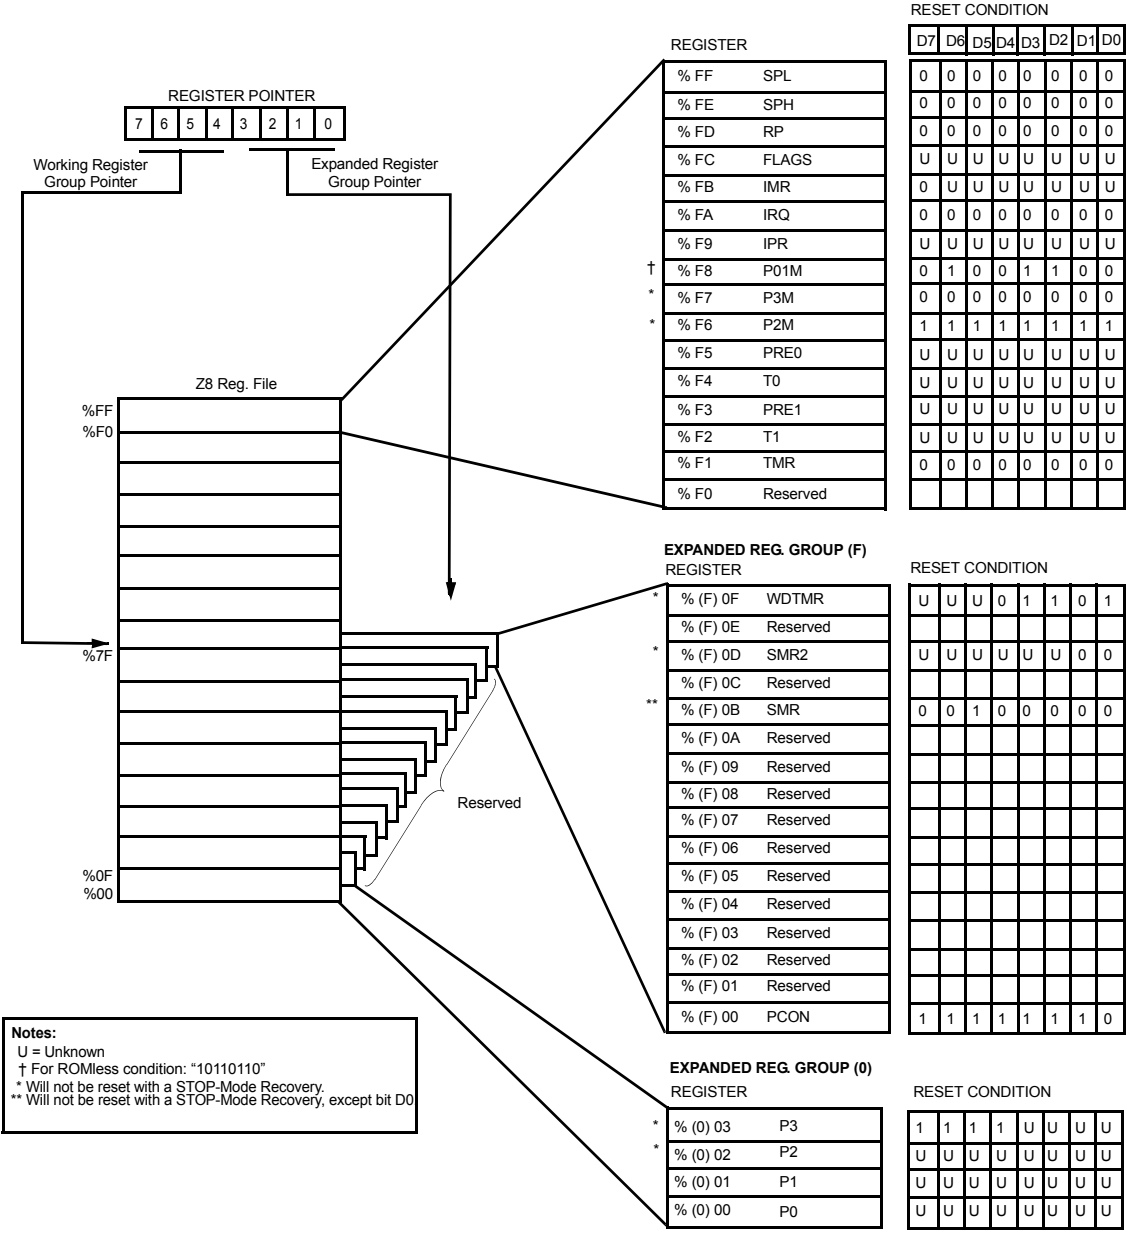 REGISTER POINTER
7 6 5 4 3 2 1 0
Working Register
Group Pointer
Expanded Register
Group Pointer
Z8 Reg. File
%FF
%F0
%7F
%0F
%00
Reserved
REGISTER
RESET CONDITION
D7 D6 D5 D4 D3 D2 D1 D0
% FF SPL 0 0 0 0 0 0 0 0
% FE SPH 0 0 0 0 0 0 0 0
% FD RP 0 0 0 0 0 0 0 0
% FC FLAGS U U U U U U U U
% FB IMR 0 U U U U U U U
% FA IRQ 0 0 0 0 0 0 0 0
% F9 IPR U U U U U U U U
† % F8 P01M 0 1 0 0 1 1 0 0
* % F7 P3M 0 0 0 0 0 0 0 0
* % F6 P2M 1 1 1 1 1 1 1 1
% F5 PRE0 U U U U U U U U
% F4 T0 U U U U U U U U
% F3 PRE1 U U U U U U U U
% F2 T1 U U U U U U U U
% F1 TMR 0 0 0 0 0 0 0 0
% F0 Reserved
EXPANDED REG. GROUP (F)
REGISTER
RESET CONDITION
* % (F) 0F WDTMR U U U 0 1 1 0 1
% (F) 0E Reserved
* % (F) 0D SMR2 U U U U U U 0 0
% (F) 0C Reserved
** % (F) 0B SMR 0 0 1 0 0 0 0 0
% (F) 0A Reserved
% (F) 09 Reserved
% (F) 08 Reserved
% (F) 07 Reserved
% (F) 06 Reserved
% (F) 05 Reserved
% (F) 04 Reserved
% (F) 03 Reserved
% (F) 02 Reserved
% (F) 01 Reserved
% (F) 00 PCON 1 1 1 1 1 1 1 0
EXPANDED REG. GROUP (0)
REGISTER
RESET CONDITION
* % (0) 03 P3 1 1 1 1 U U U U
* % (0) 02 P2 U U U U U U U U
% (0) 01 P1 U U U U U U U U
% (0) 00 P0 U U U U U U U U
Notes:
U = Unknown
† For ROMless condition: “10110110”
* Will not be reset with a STOP-Mode Recovery.
** Will not be reset with a STOP-Mode Recovery, except bit D0